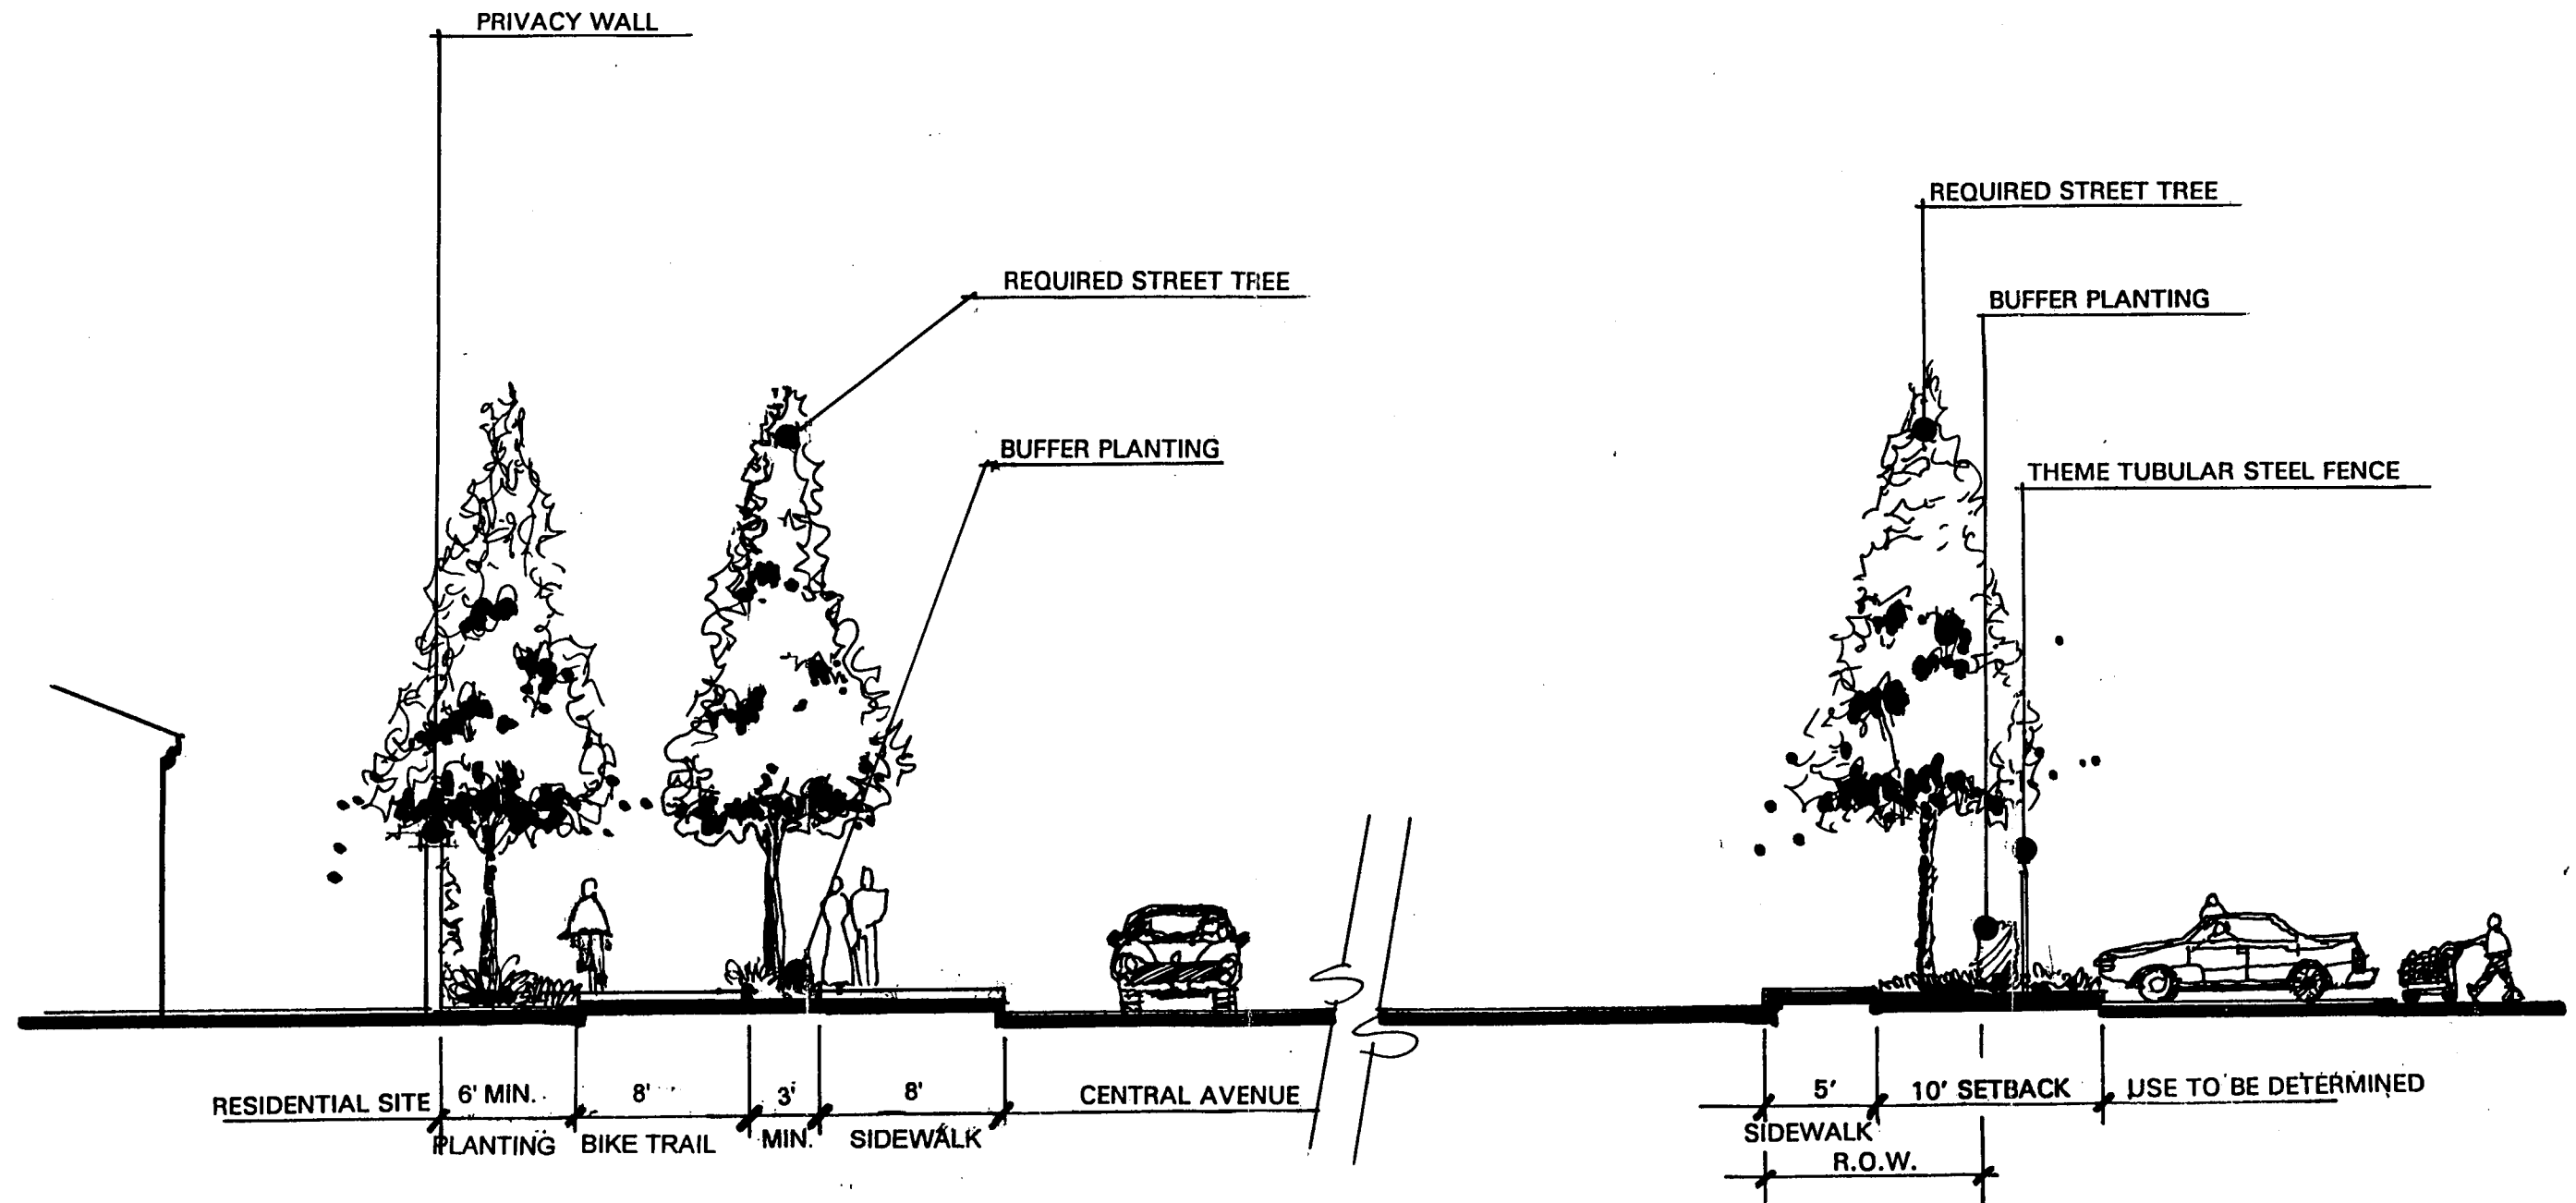 PRIVACY WALL
REQUIRED STREET TREE
REQUIRED STREET TREE
BUFFER PLANTING
BUFFER PLANTING
THEME TUBULAR STEEL FENCE
RESIDENTIAL SITE 6' MIN. 8' 3' 8' CENTRAL AVENUE 5' 10' SETBACK USE TO BE DETERMINED
PLANTING BIKE TRAIL MIN. SIDEWALK SIDEWALK
R.O.W.